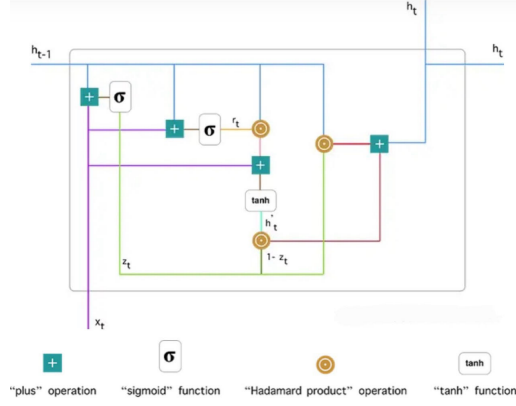 h_t
h_{t-1}
h_t
σ
σ
r_t
tanh
h'_t
1- z_t
z_t
x_t
σ
tanh
“plus” operation
“sigmoid” function
“Hadamard product” operation
“tanh” function